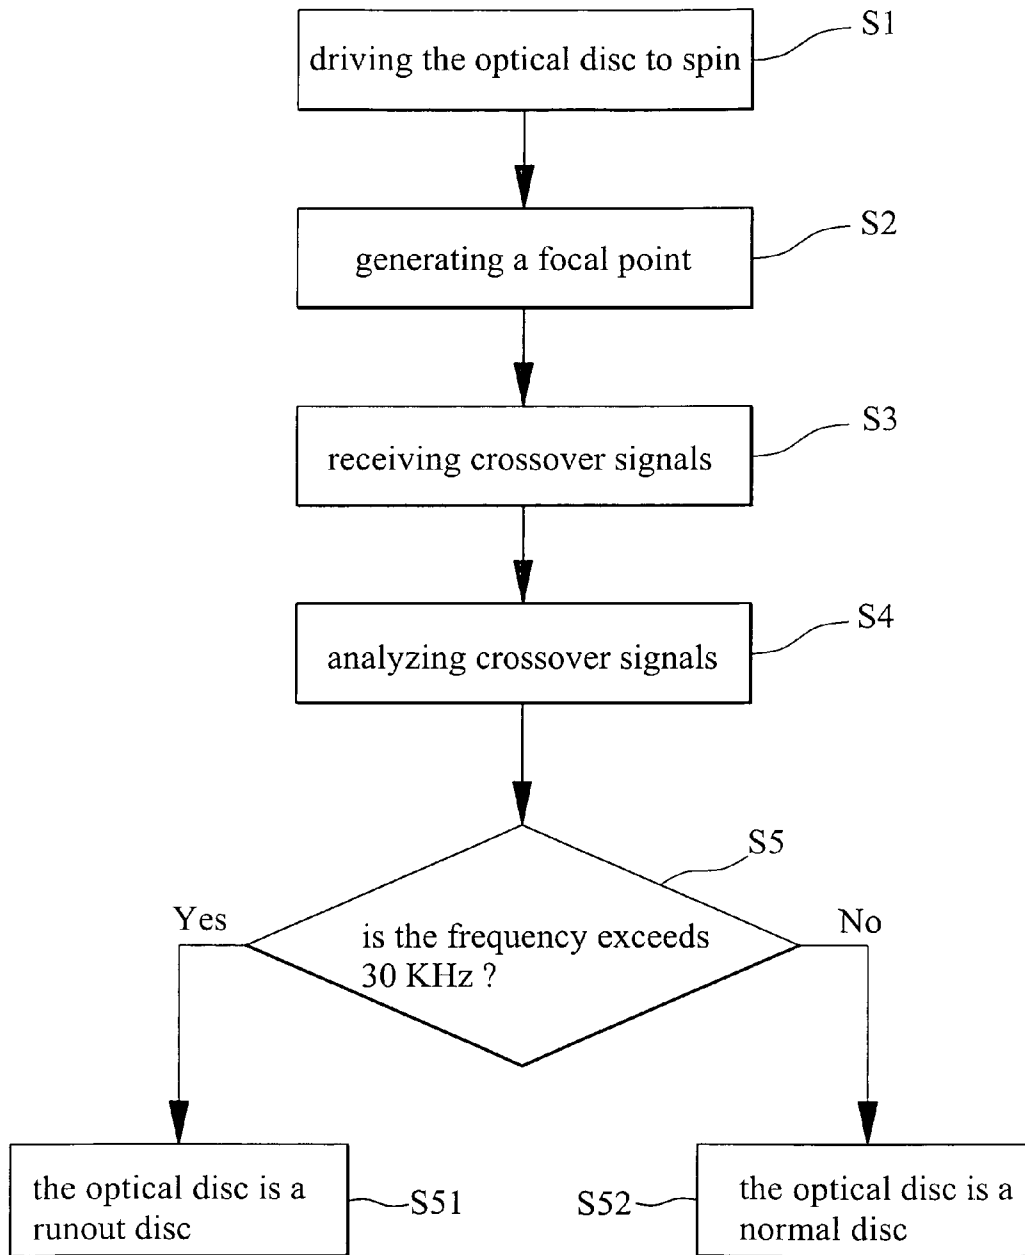 S1
driving the optical disc to spin
S2
generating a focal point
S3
receiving crossover signals
S4
analyzing crossover signals
S5
Yes
No
is the frequency exceeds
30 KHz ?
the optical disc is a
runout disc
S51
S52
the optical disc is a
normal disc